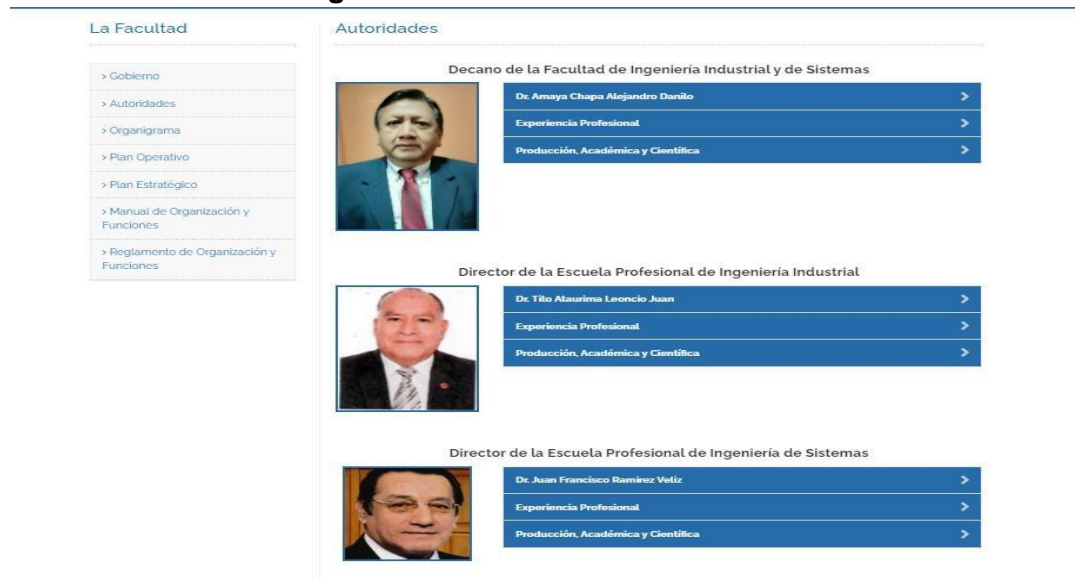 La Facultad
Autoridades
> Gobierno
> Autoridades
> Organigrama
> Plan Operativo
> Plan Estratégico
> Manual de Organización y
Funciones
> Reglamento de Organización y
Funciones
Decano de la Facultad de Ingeniería Industrial y de Sistemas
Dr. Amaya Chapa Alejandro Danilo
Experiencia Profesional
Producción, Académica y Científica
Director de la Escuela Profesional de Ingeniería Industrial
Dr. Tito Ataurima Leoncio Juan
Experiencia Profesional
Producción, Académica y Científica
Director de la Escuela Profesional de Ingeniería de Sistemas
Dr. Juan Francisco Ramirez Veliz
Experiencia Profesional
Producción, Académica y Científica